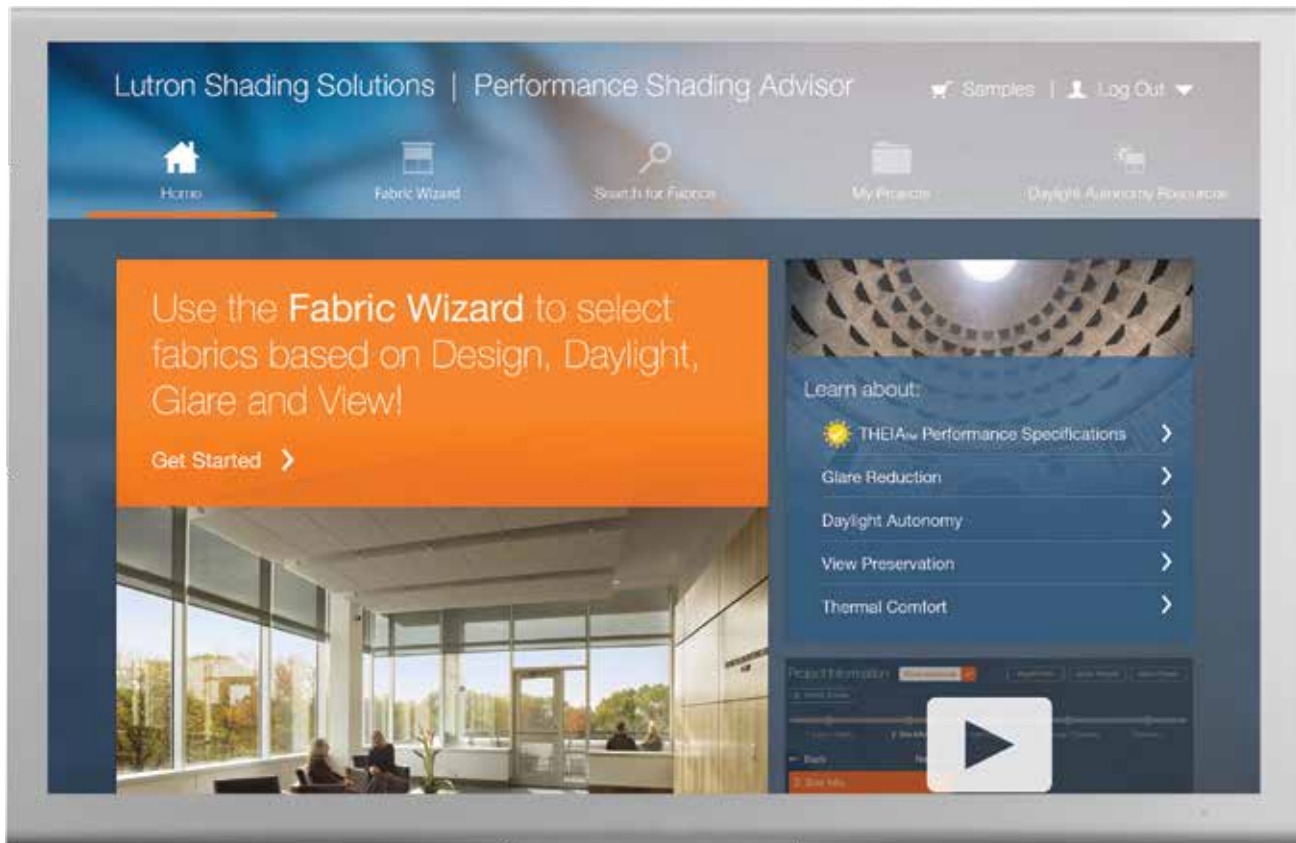 Lutron Shading Solutions | Performance Shading Advisor
Samples | Log Out
Home
Fabric Wizard
Search for Fabrics
My Projects
Daylight Autonomy Resources
Use the Fabric Wizard to select
fabrics based on Design, Daylight,
Glare and View!
Get Started
Learn about:
THEIA™ Performance Specifications
Glare Reduction
Daylight Autonomy
View Preservation
Thermal Comfort
Project Information
Back